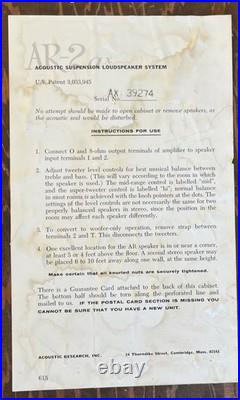 AR-2
ACOUSTIC SUSPENSION LOUDSPEAKER SYSTEM
U.S. Patent 3,033,945
Serial No. AX 39274
No attempt should be made to open cabinet or remove speakers, as
the acoustic seal would be disturbed.
INSTRUCTIONS FOR USE
1. Connect O and 8-ohm output terminals of amplifier to speaker
input terminals 1 and 2.
2. Adjust tweeter level controls for best musical balance between
treble and bass. (This will vary according to the room in which
the speaker is used.) The mid-range control is labelled "mid"
and the super-tweeter control is labelled "hi"; normal balance
in most rooms is achieved with the knob pointers at the dots. The
settings of the level controls are not necessarily the same for two
properly balanced speakers in stereo, since the position in the
room may affect each speaker differently.
3. To convert to woofer-only operation, remove strap between
terminals 2 and T. This disconnects the tweeters.
4. One excellent location for the AR speaker is in or near a corner,
at least 3 or 4 feet above the floor. A second stereo speaker may
be placed 6 to 10 feet away along one wall, at the same height.
Make certain that all knurled nuts are securely tightened.
There is a Guarantee Card attached to the back of this cabinet.
The bottom half should be torn along the perforated line and
mailed to us. IF THE POSTAL CARD SECTION IS MISSING YOU
CANNOT BE SURE THAT YOU HAVE A NEW UNIT.
ACOUSTIC RESEARCH, INC. 24 Thorndike Street, Cambridge, Mass. 02141